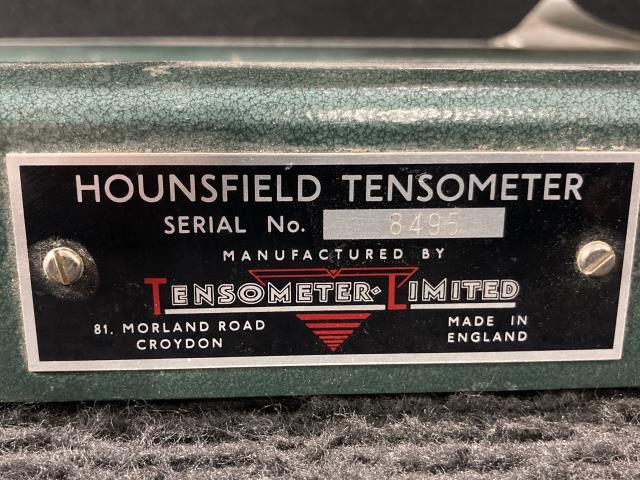 HOUNSFIELD TENSOMETER
SERIAL No. 8495
MANUFACTURED BY
TENSOMETER LIMITED
81. MORLAND ROAD
CROYDON
MADE IN
ENGLAND